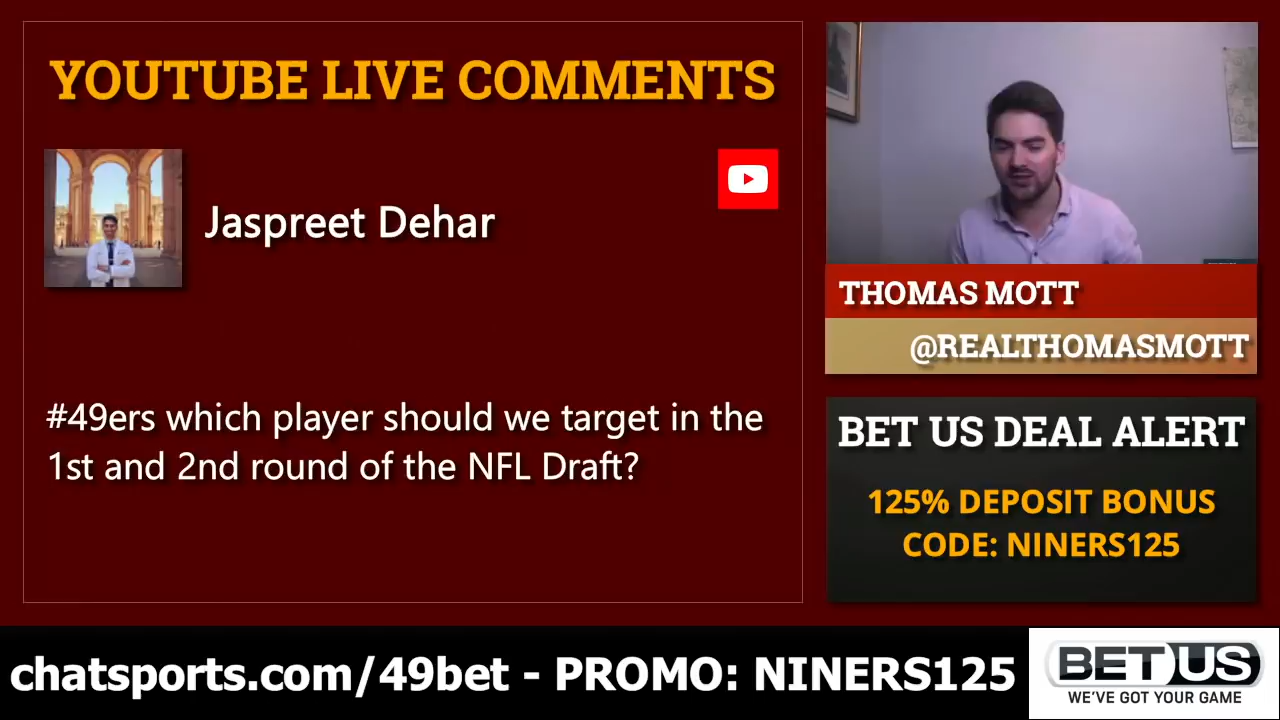 YOUTUBE LIVE COMMENTS
Jaspreet Dehar
#49ers which player should we target in the
1st and 2nd round of the NFL Draft?
THOMAS MOTT
@REALTHOMASMOTT
BET US DEAL ALERT
125% DEPOSIT BONUS
CODE: NINERS125
chatsports.com/49bet - PROMO: NINERS125
BETUS
WE'VE GOT YOUR GAME